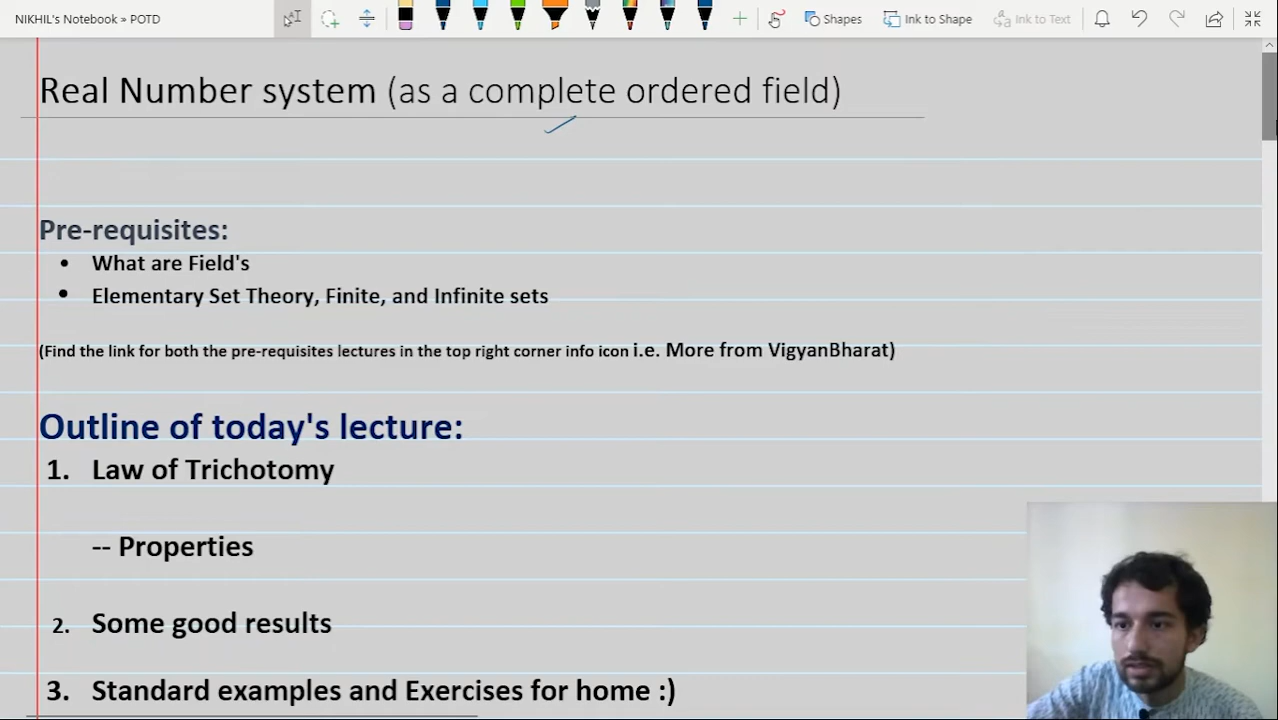 NIKHIL's Notebook » POTD
Shapes
Ink to Shape
Ink to Text
Real Number system (as a complete ordered field)
Pre-requisites:
• What are Field's
• Elementary Set Theory, Finite, and Infinite sets
(Find the link for both the pre-requisites lectures in the top right corner info icon i.e. More from VigyanBharat)
Outline of today's lecture:
1. Law of Trichotomy
-- Properties
2. Some good results
3. Standard examples and Exercises for home :)